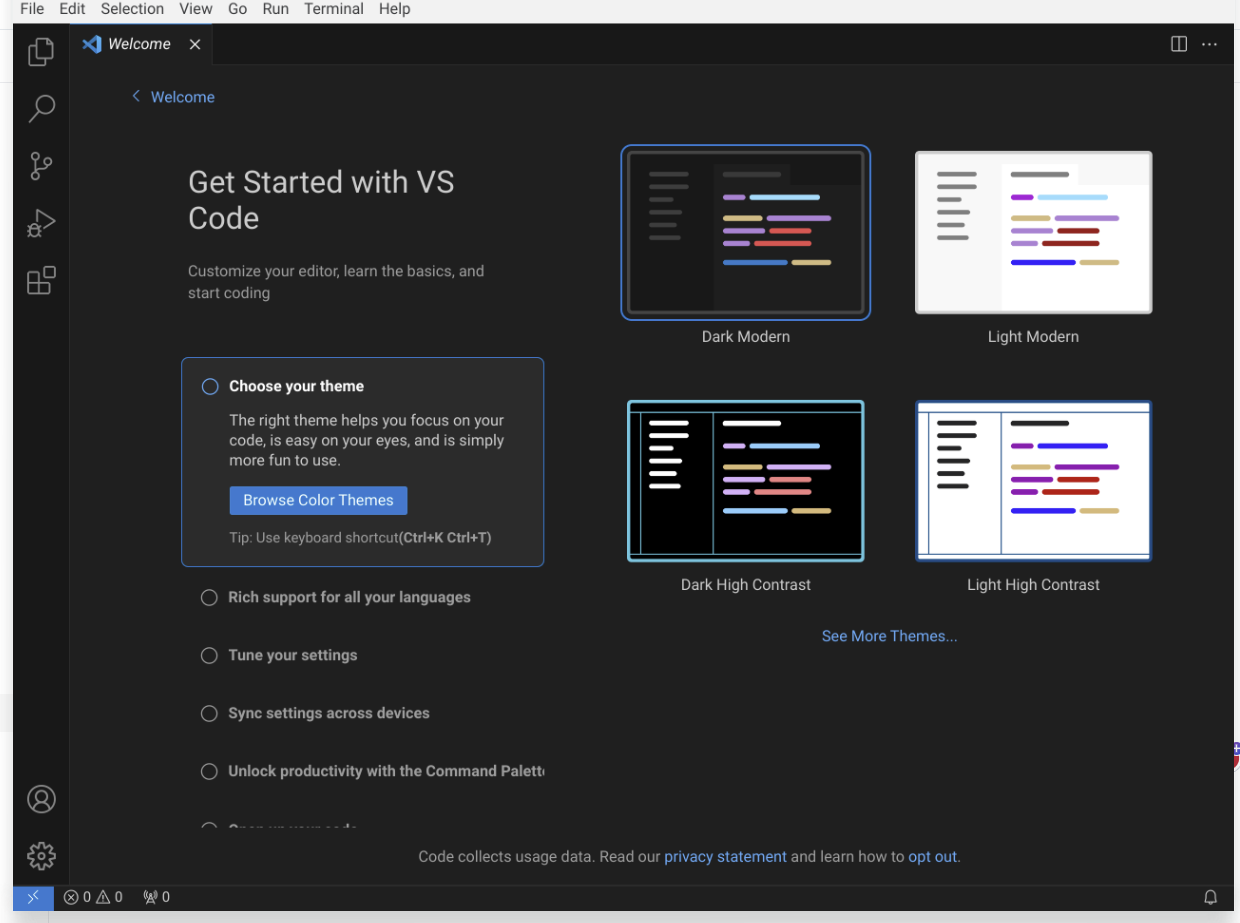 File Edit Selection View Go Run Terminal Help
Welcome
Welcome
Get Started with VS
Code
Customize your editor, learn the basics, and
start coding
Choose your theme
The right theme helps you focus on your
code, is easy on your eyes, and is simply
more fun to use.
Browse Color Themes
Tip: Use keyboard shortcut(Ctrl+K Ctrl+T)
Rich support for all your languages
Tune your settings
Sync settings across devices
Unlock productivity with the Command Palett
Dark Modern
Light Modern
Dark High Contrast
Light High Contrast
See More Themes...
Code collects usage data. Read our privacy statement and learn how to opt out.
0 0 0